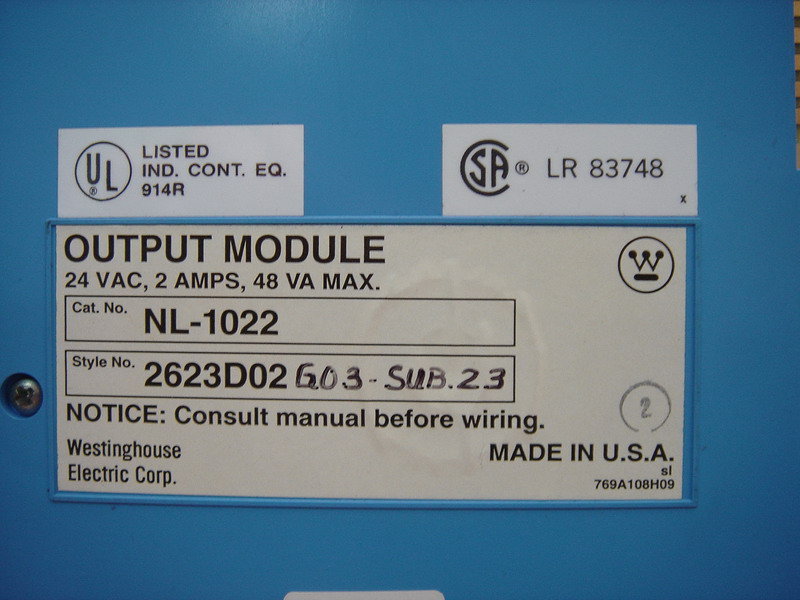 UL ® LISTED
IND. CONT. EQ.
914R
SA ® LR 83748
x
OUTPUT MODULE
24 VAC, 2 AMPS, 48 VA MAX.
W
Cat. No. NL-1022
Style No. 2623D02 G03-SUB.23
NOTICE: Consult manual before wiring.
2
Westinghouse
Electric Corp.
MADE IN U.S.A.
sl
769A108H09